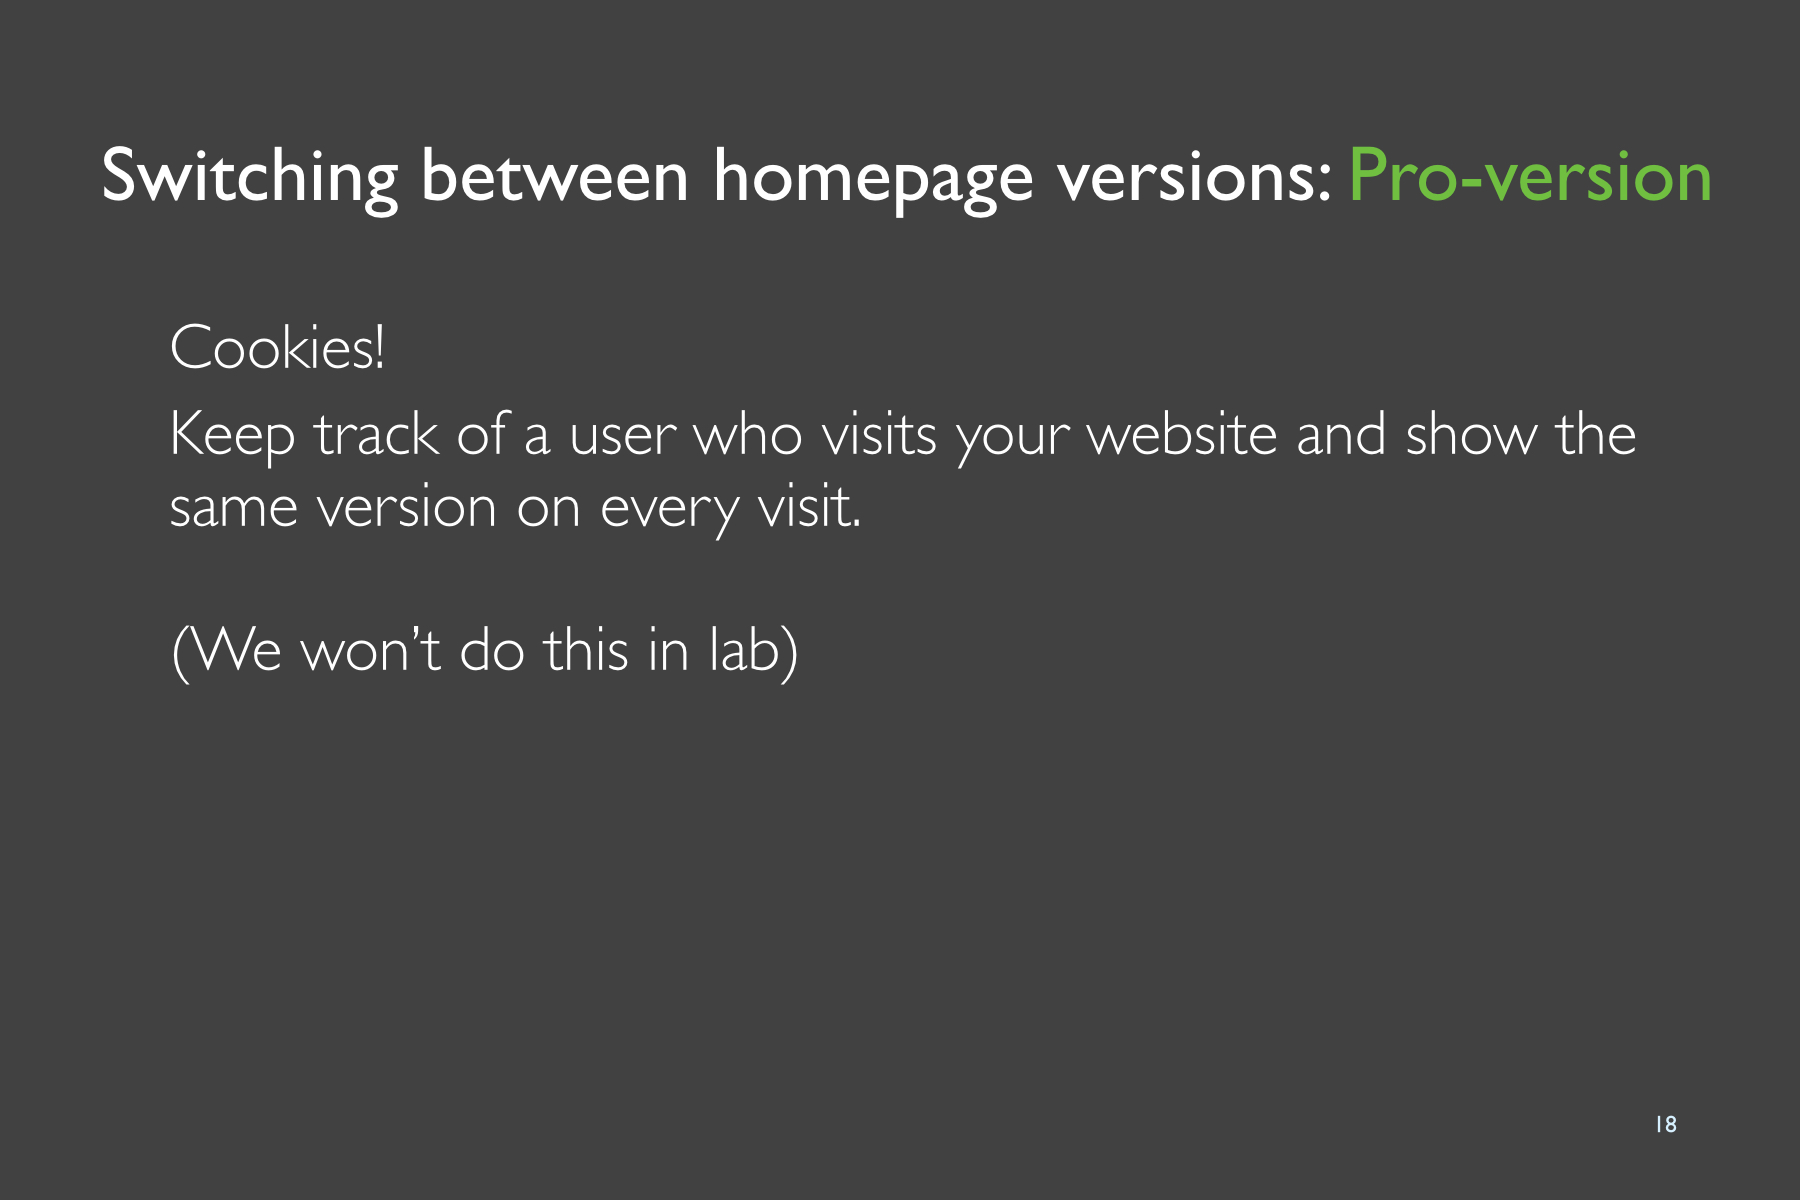 Switching between homepage versions: Pro-version
Cookies!
Keep track of a user who visits your website and show the
same version on every visit.
(We won’t do this in lab)
18